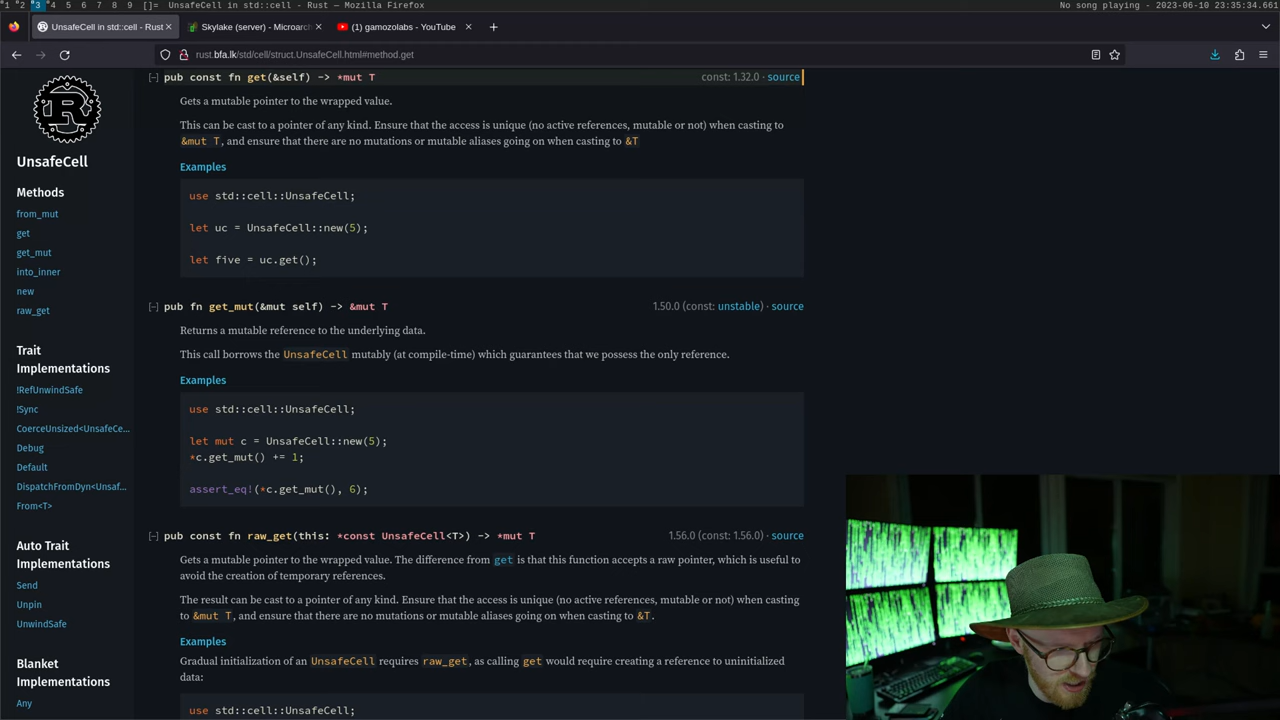 1 2 3 4 5 6 7 8 9 []= UnsafeCell in std::cell - Rust — Mozilla Firefox No song playing - 2023-06-10 23:35:34.661
UnsafeCell in std::cell - Rust × Skylake (server) - Microarch × (1) gamozolabs - YouTube × +
rust.bfa.lk/std/cell/struct.UnsafeCell.html#method.get
R
UnsafeCell
Methods
from_mut
get
get_mut
into_inner
new
raw_get
Trait
Implementations
!RefUnwindSafe
!Sync
CoerceUnsized<UnsafeCe...
Debug
Default
DispatchFromDyn<Unsaf...
From<T>
Auto Trait
Implementations
Send
Unpin
UnwindSafe
Blanket
Implementations
Any
[−] pub const fn get(&self) -> *mut T const: 1.32.0 · source
Gets a mutable pointer to the wrapped value.
This can be cast to a pointer of any kind. Ensure that the access is unique (no active references, mutable or not) when casting to
&mut T, and ensure that there are no mutations or mutable aliases going on when casting to &T
Examples
use std::cell::UnsafeCell;
let uc = UnsafeCell::new(5);
let five = uc.get();
[−] pub fn get_mut(&mut self) -> &mut T 1.50.0 (const: unstable) · source
Returns a mutable reference to the underlying data.
This call borrows the UnsafeCell mutably (at compile-time) which guarantees that we possess the only reference.
Examples
use std::cell::UnsafeCell;
let mut c = UnsafeCell::new(5);
*c.get_mut() += 1;
assert_eq!(*c.get_mut(), 6);
[−] pub const fn raw_get(this: *const UnsafeCell<T>) -> *mut T 1.56.0 (const: 1.56.0) · source
Gets a mutable pointer to the wrapped value. The difference from get is that this function accepts a raw pointer, which is useful to
avoid the creation of temporary references.
The result can be cast to a pointer of any kind. Ensure that the access is unique (no active references, mutable or not) when casting
to &mut T, and ensure that there are no mutations or mutable aliases going on when casting to &T.
Examples
Gradual initialization of an UnsafeCell requires raw_get, as calling get would require creating a reference to uninitialized
data:
use std::cell::UnsafeCell;